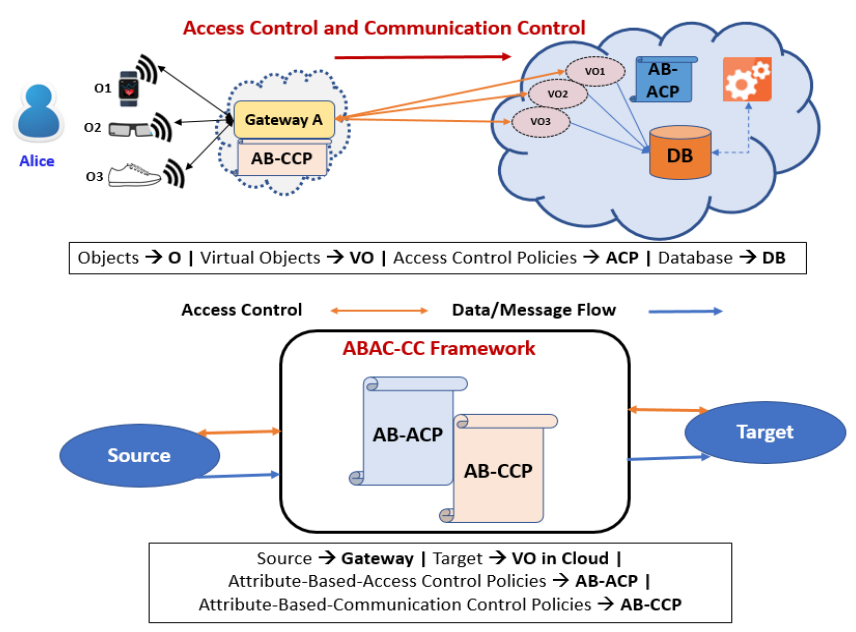 Access Control and Communication Control
O1
O2
O3
Alice
Gateway A
AB-CCP
VO1
VO2
VO3
AB-
ACP
DB
Objects → O | Virtual Objects → VO | Access Control Policies → ACP | Database → DB
Access Control
Data/Message Flow
ABAC-CC Framework
Source
AB-ACP
AB-CCP
Target
Source → Gateway | Target → VO in Cloud |
Attribute-Based-Access Control Policies → AB-ACP |
Attribute-Based-Communication Control Policies → AB-CCP